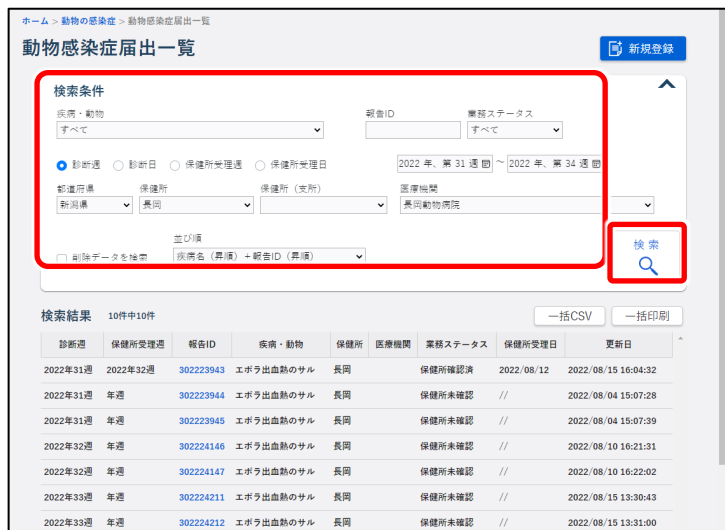 ホーム > 動物の感染症 > 動物感染症届出一覧
動物感染症届出一覧
新規登録
検索条件
疾病・動物 報告ID 業務ステータス
すべて すべて
診断週 診断日 保健所受理週 保健所受理日 2022 年、第 31 週 ~ 2022 年、第 34 週
都道府県 保健所 保健所（支所） 医療機関
新潟県 長岡 長岡動物病院
並び順
削除データを検索 疾病名（昇順）+報告ID（昇順）
検索
検索結果 10件中10件 一括CSV 一括印刷
診断週 保健所受理週 報告ID 疾病・動物 保健所 医療機関 業務ステータス 保健所受理日 更新日
2022年31週 2022年32週 302223943 エボラ出血熱のサル 長岡 保健所確認済 2022/08/12 2022/08/15 16:04:32
2022年31週 年週 302223944 エボラ出血熱のサル 長岡 保健所未確認 // 2022/08/04 15:07:28
2022年31週 年週 302223945 エボラ出血熱のサル 長岡 保健所未確認 // 2022/08/04 15:07:39
2022年32週 年週 302224146 エボラ出血熱のサル 長岡 保健所未確認 // 2022/08/10 16:21:31
2022年32週 年週 302224147 エボラ出血熱のサル 長岡 保健所未確認 // 2022/08/10 16:22:02
2022年33週 年週 302224211 エボラ出血熱のサル 長岡 保健所未確認 // 2022/08/15 13:30:43
2022年33週 年週 302224212 エボラ出血熱のサル 長岡 保健所未確認 // 2022/08/15 13:31:00